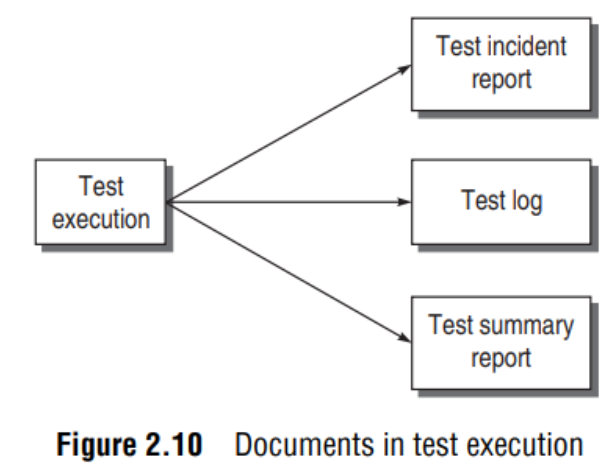 Test incident
report
Test
execution
Test log
Test summary
report
Figure 2.10 Documents in test execution